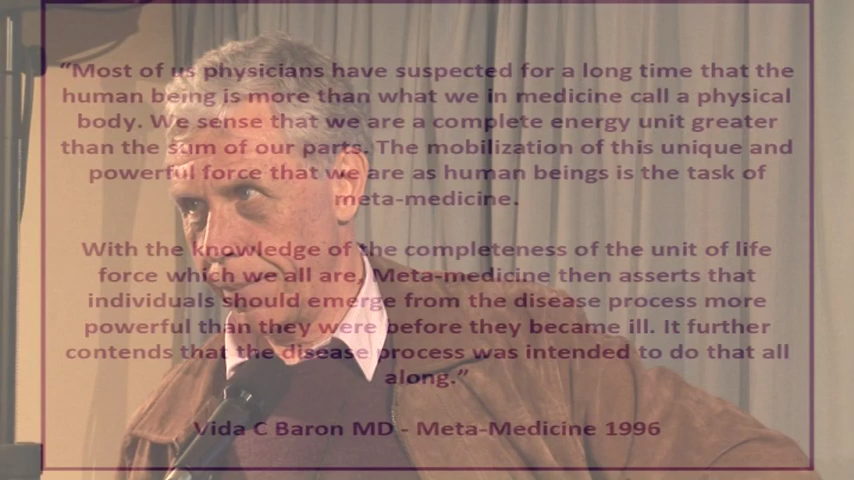 “Most of us physicians have suspected for a long time that the
human being is more than what we in medicine call a physical
body. We sense that we are a complete energy unit greater
than the sum of our parts. The mobilization of this unique and
powerful force that we are as human beings is the task of
meta-medicine.
With the knowledge of the completeness of the unit of life
force which we all are, Meta-medicine then asserts that
individuals should emerge from the disease process more
powerful than they were before they became ill. It further
contends that the disease process was intended to do that all
along.”
Vida C Baron MD - Meta-Medicine 1996